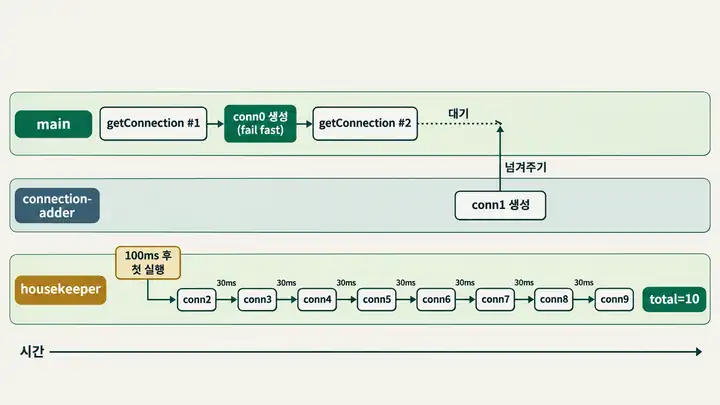 main
getConnection #1
conn0 생성
(fail fast)
getConnection #2
대기
넘겨주기
connection-
adder
conn1 생성
100ms 후
첫 실행
housekeeper
conn2
30ms
conn3
30ms
conn4
30ms
conn5
30ms
conn6
30ms
conn7
30ms
conn8
30ms
conn9
total=10
시간